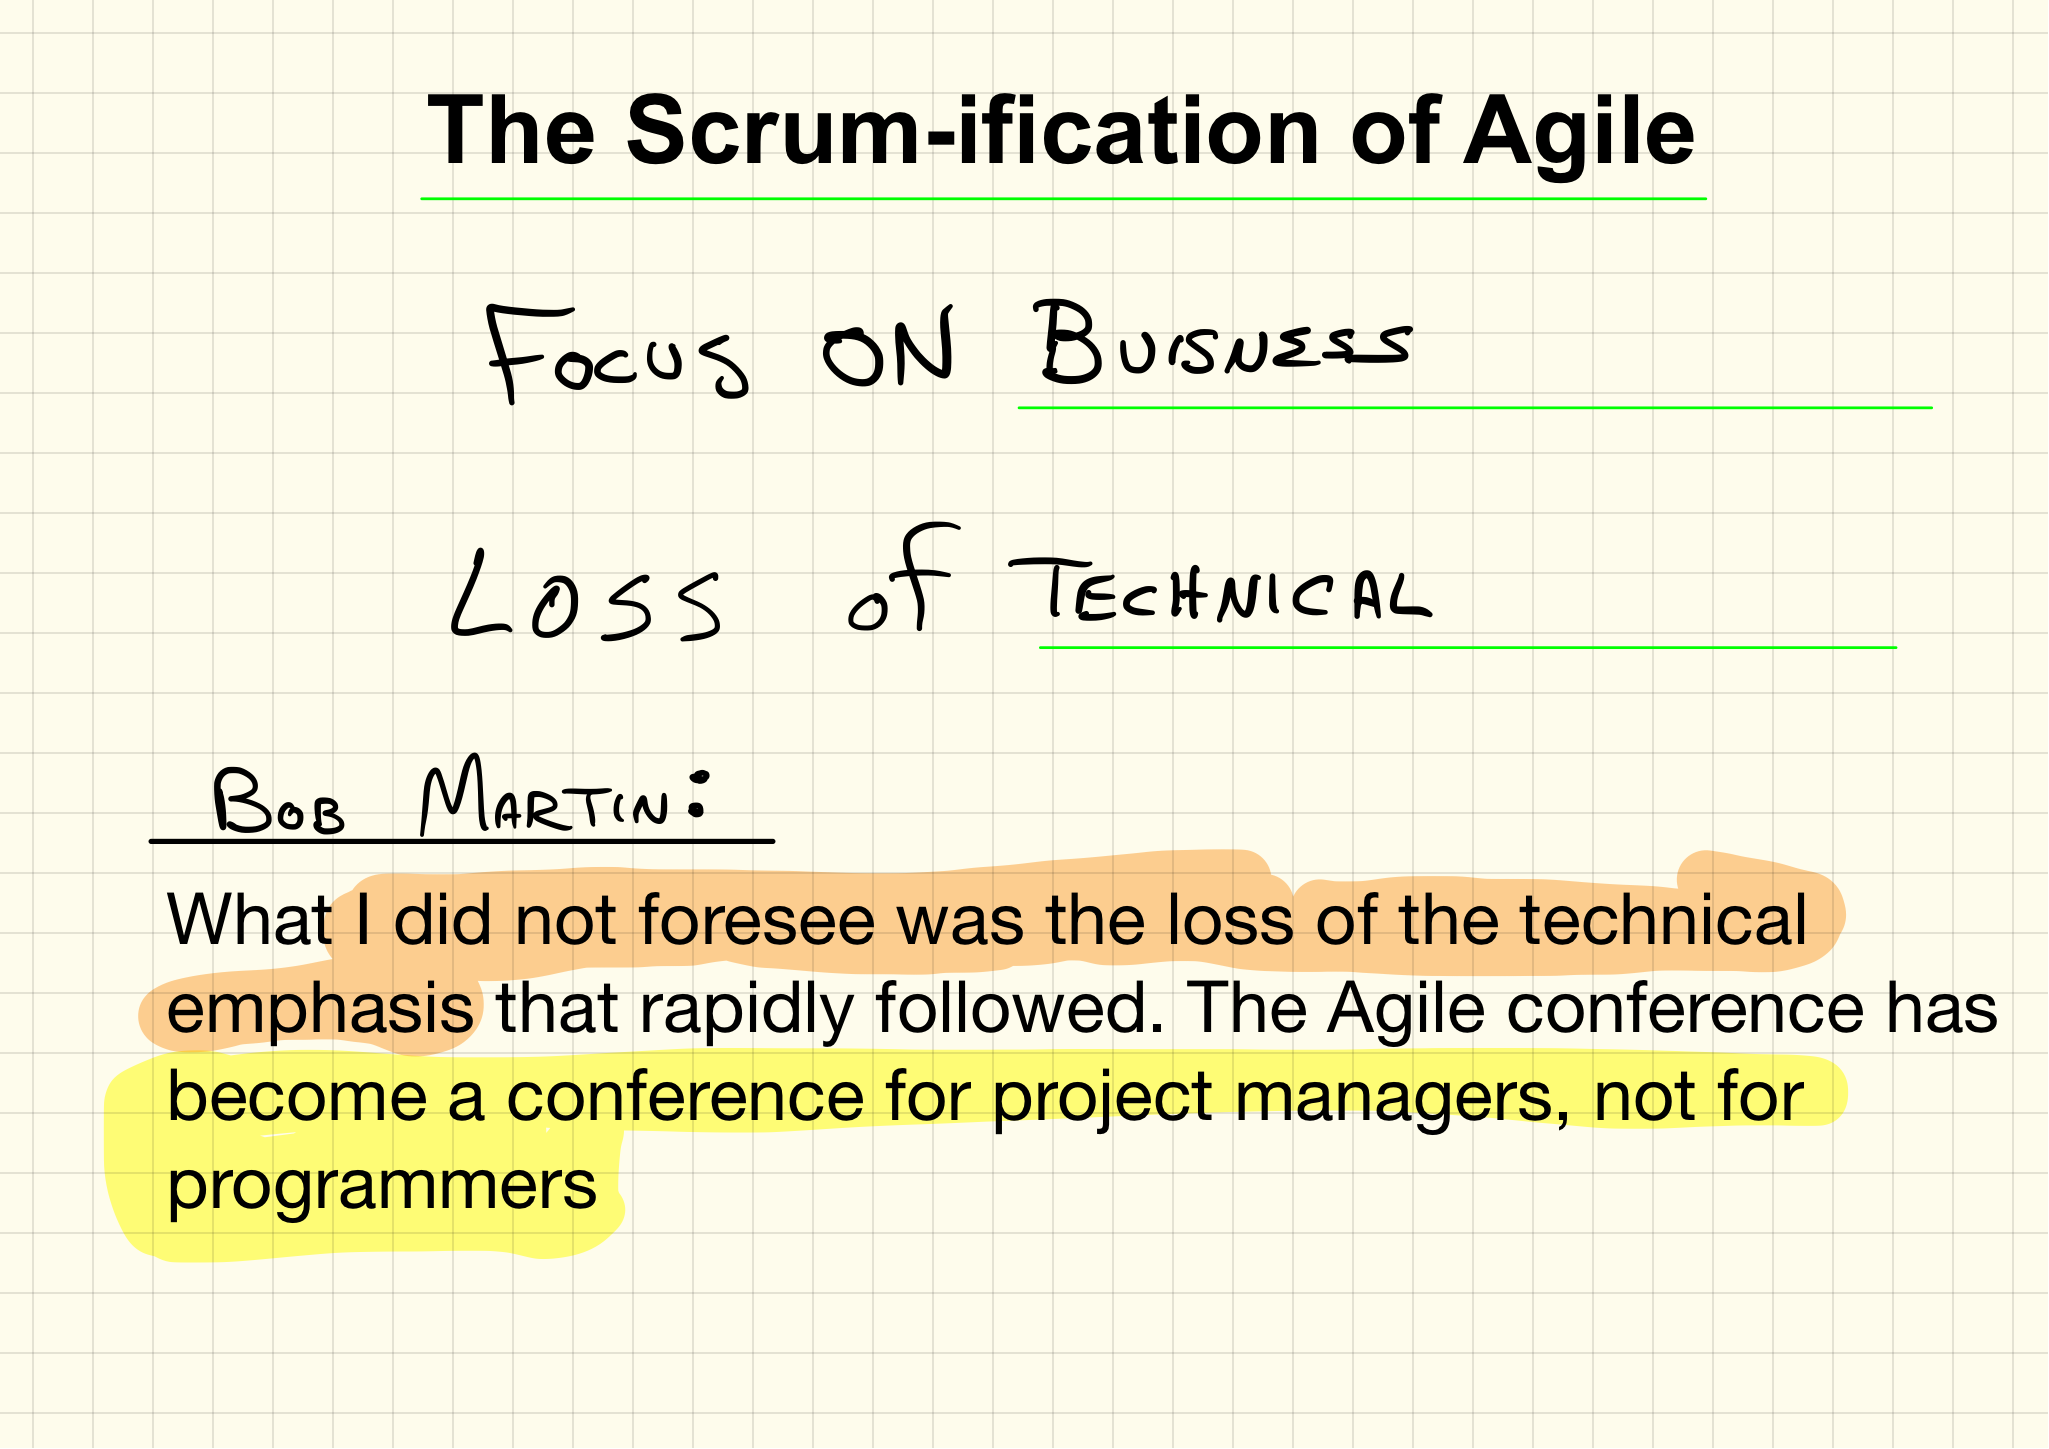 The Scrum-ification of Agile
Focus ON BUISNESS
LOSS of TECHNICAL
BOB MARTIN:
What I did not foresee was the loss of the technical
emphasis that rapidly followed. The Agile conference has
become a conference for project managers, not for
programmers